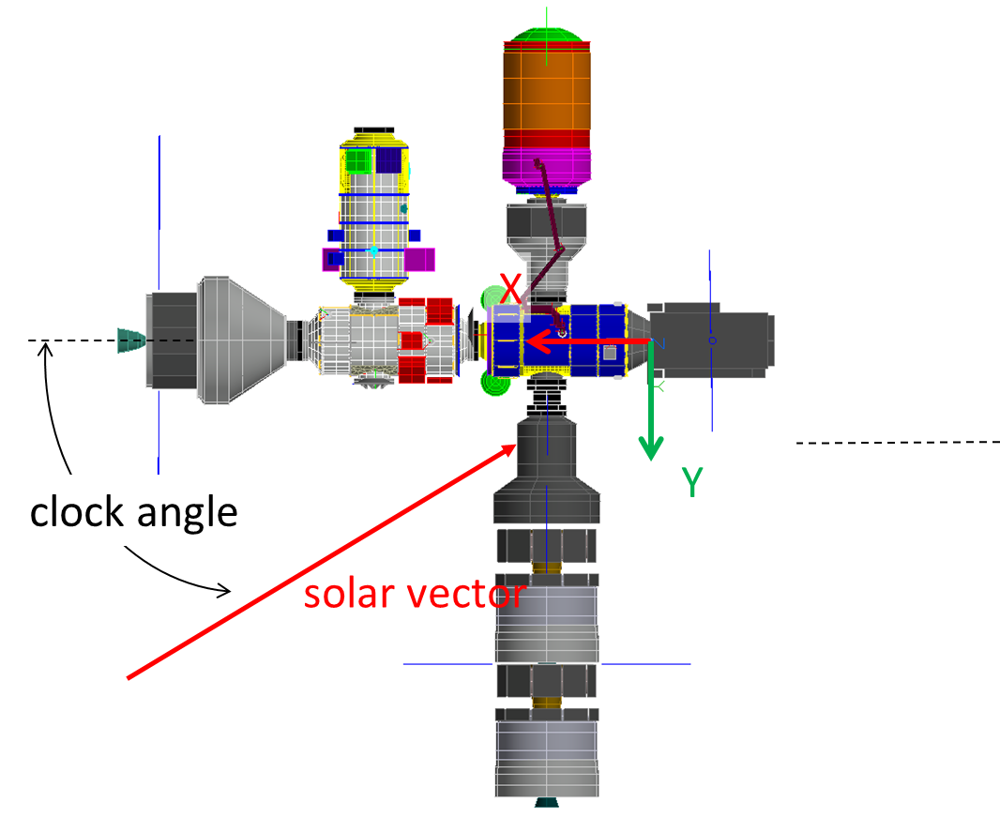 X
Y
clock angle
solar vector